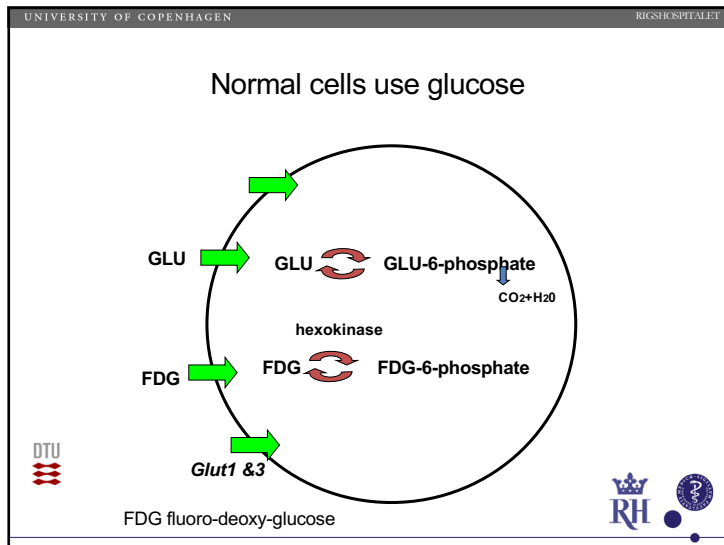 UNIVERSITY OF COPENHAGEN
RIGSHOSPITALET
Normal cells use glucose
GLU
GLU
GLU-6-phosphate
CO2+H20
hexokinase
FDG
FDG
FDG-6-phosphate
Glut1 &3
DTU
FDG fluoro-deoxy-glucose
RH